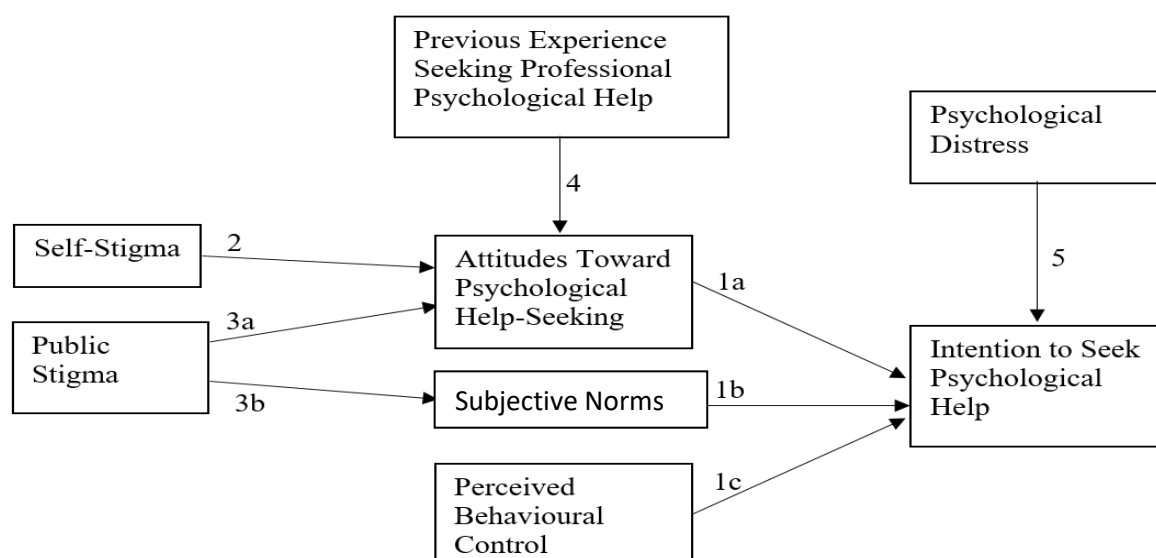 Previous Experience
Seeking Professional
Psychological Help
Psychological
Distress
4
5
Self-Stigma
2
Attitudes Toward
Psychological
Help-Seeking
1a
Public
Stigma
3a
3b
Subjective Norms
1b
Intention to Seek
Psychological
Help
Perceived
Behavioural
Control
1c